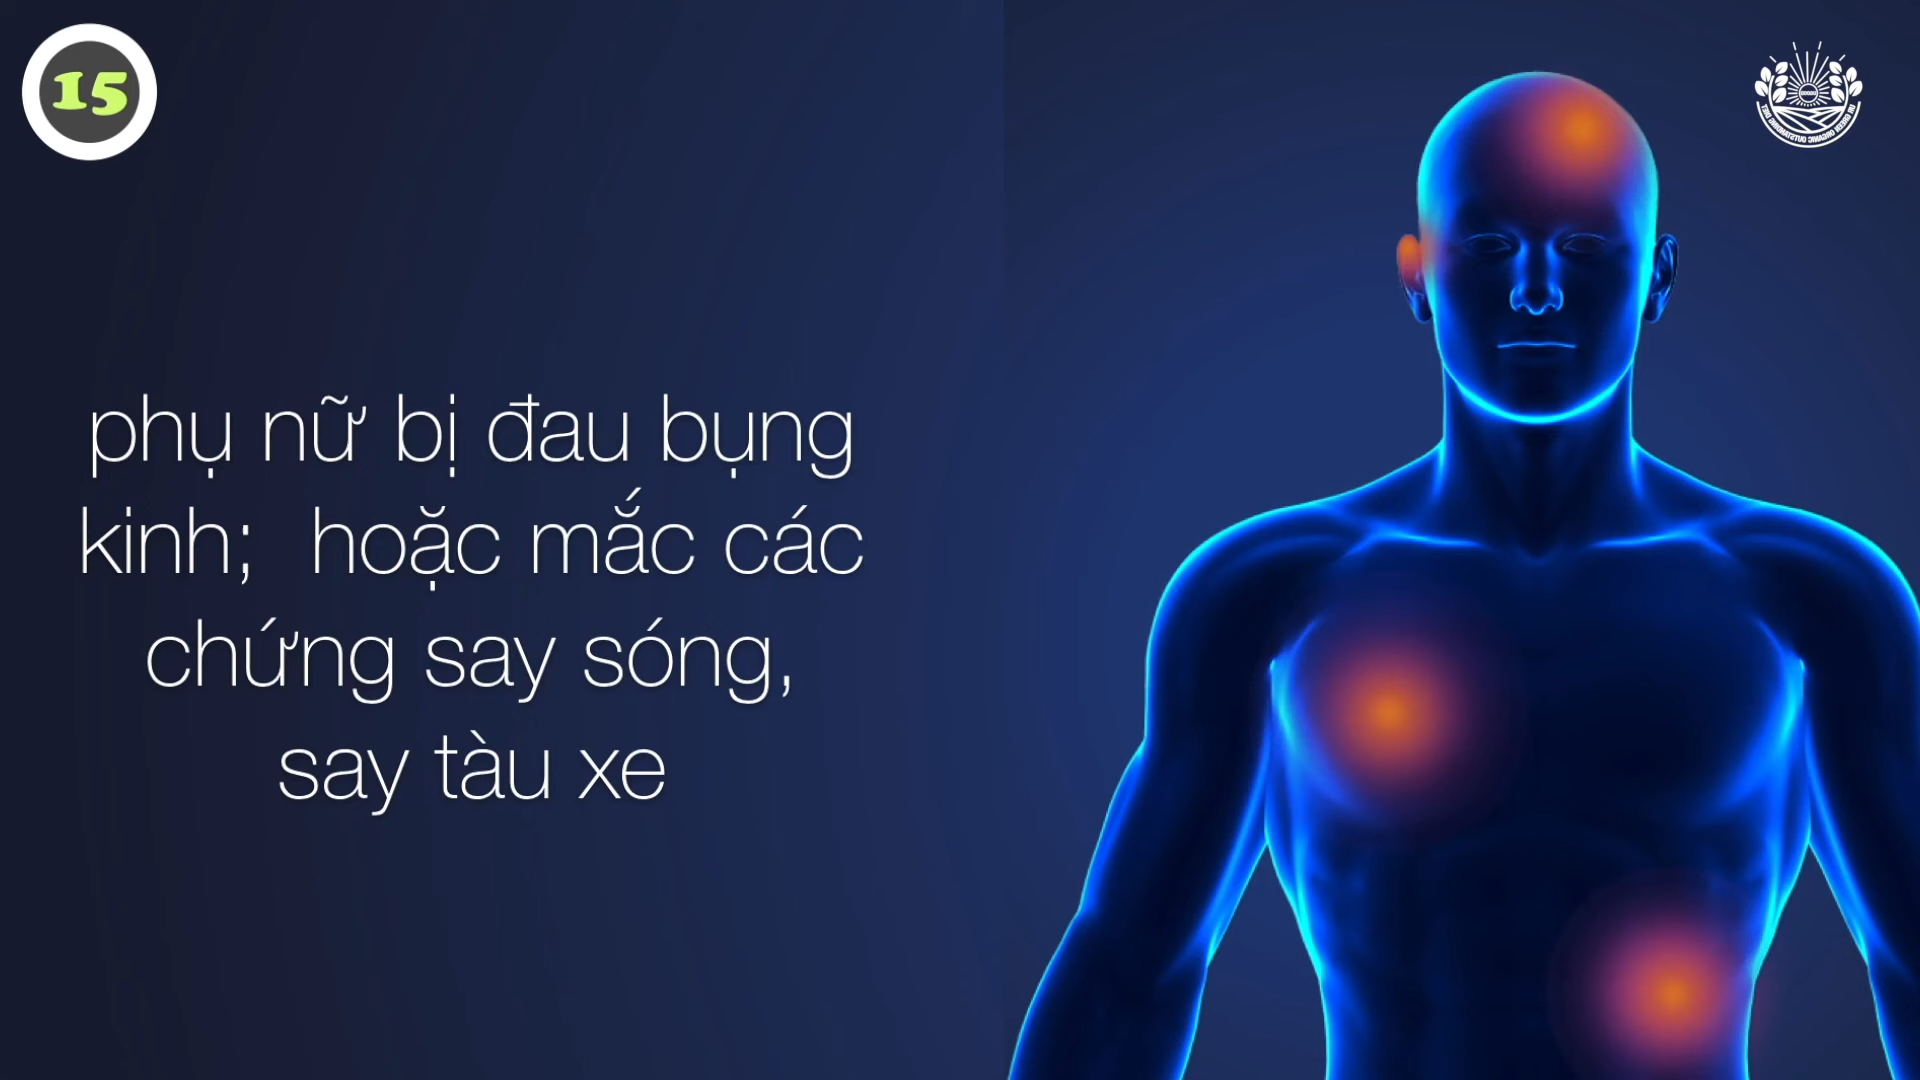 15
phụ nữ bị đau bụng
kinh; hoặc mắc các
chứng say sóng,
say tàu xe